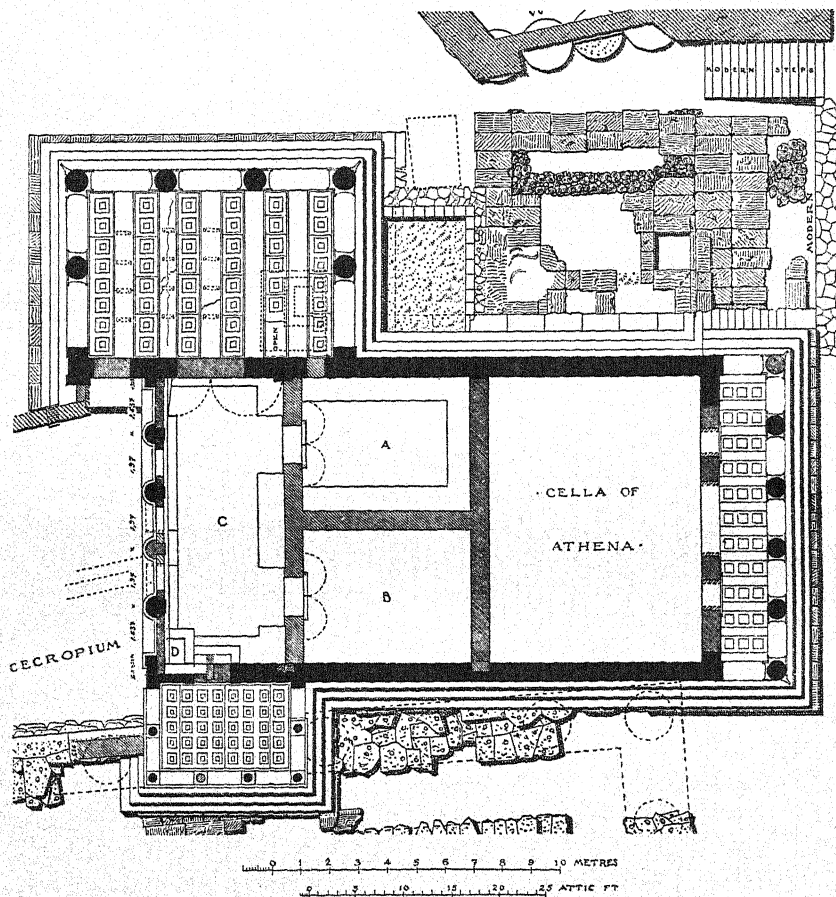 MODERN STEPS
MODERN
OPEN
A
C
B
D
CELLA OF
ATHENA
CECROPIUM
0 1 2 3 4 5 6 7 8 9 10 METRES
0 5 10 15 20 25 ATTIC FT